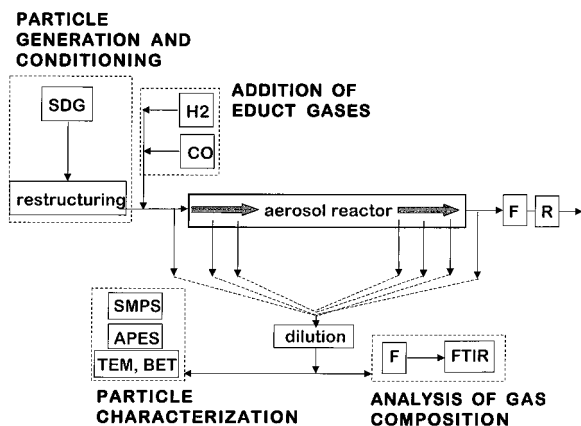 PARTICLE
GENERATION AND
CONDITIONING
SDG
restructuring
ADDITION OF
EDUCT GASES
H2
CO
aerosol reactor
F
R
SMPS
APES
TEM, BET
PARTICLE
CHARACTERIZATION
dilution
F
FTIR
ANALYSIS OF GAS
COMPOSITION